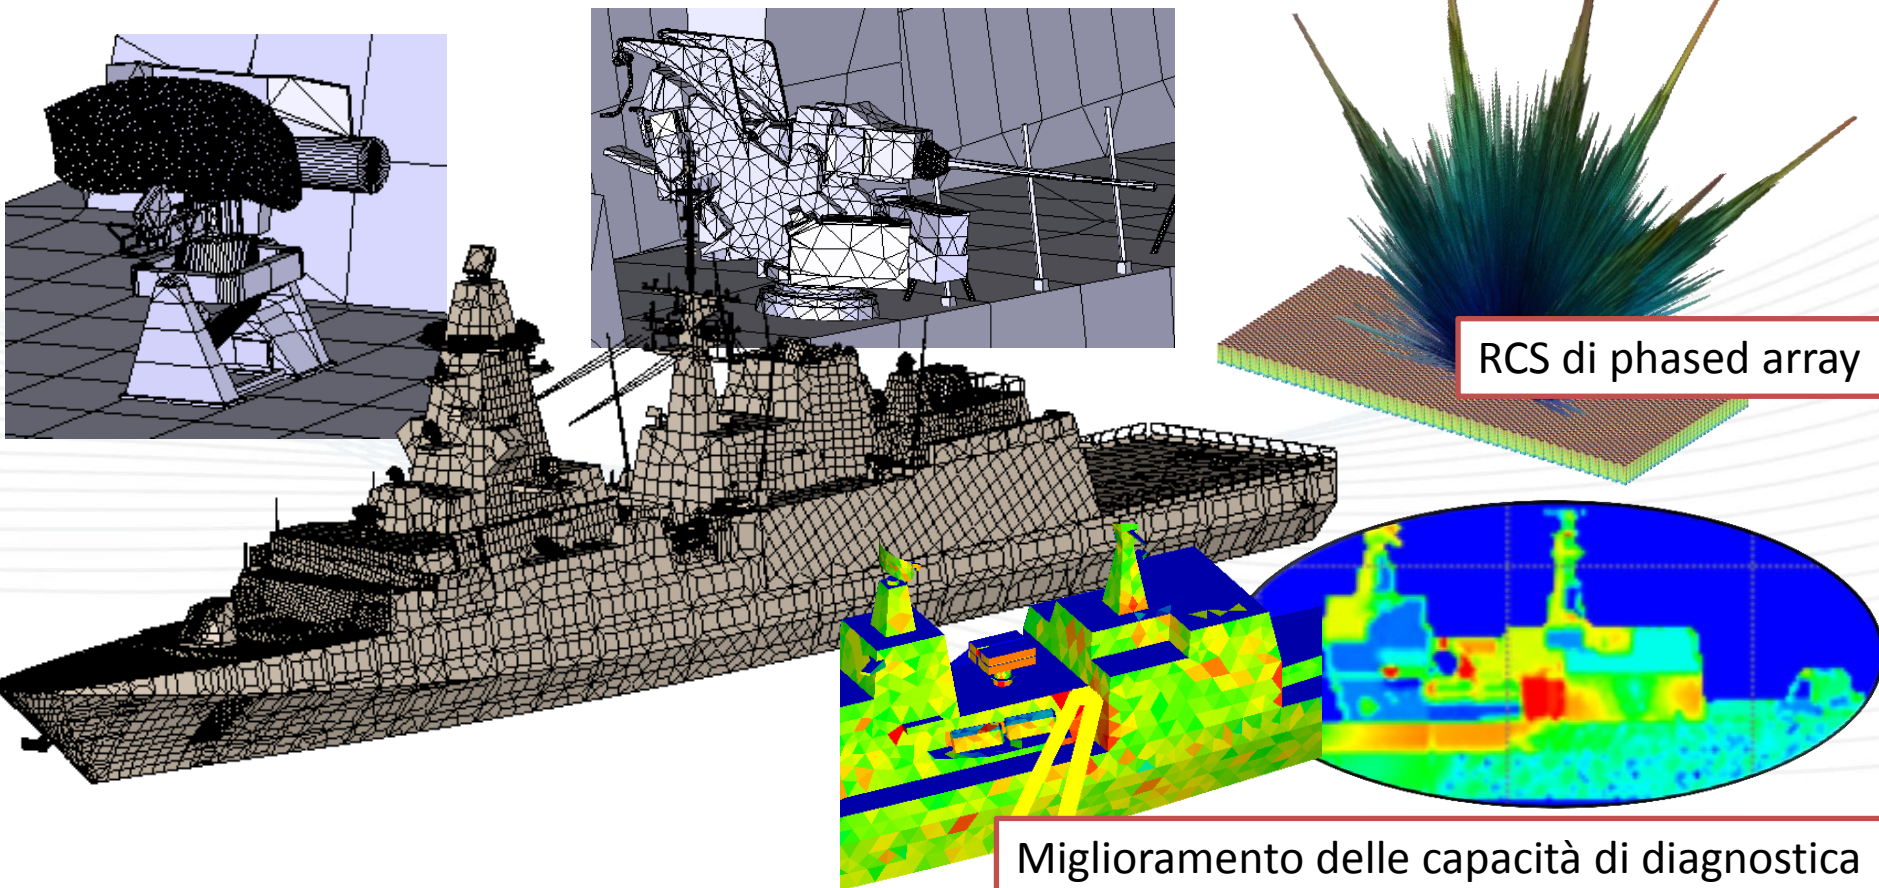 RCS di phased array
Miglioramento delle capacità di diagnostica